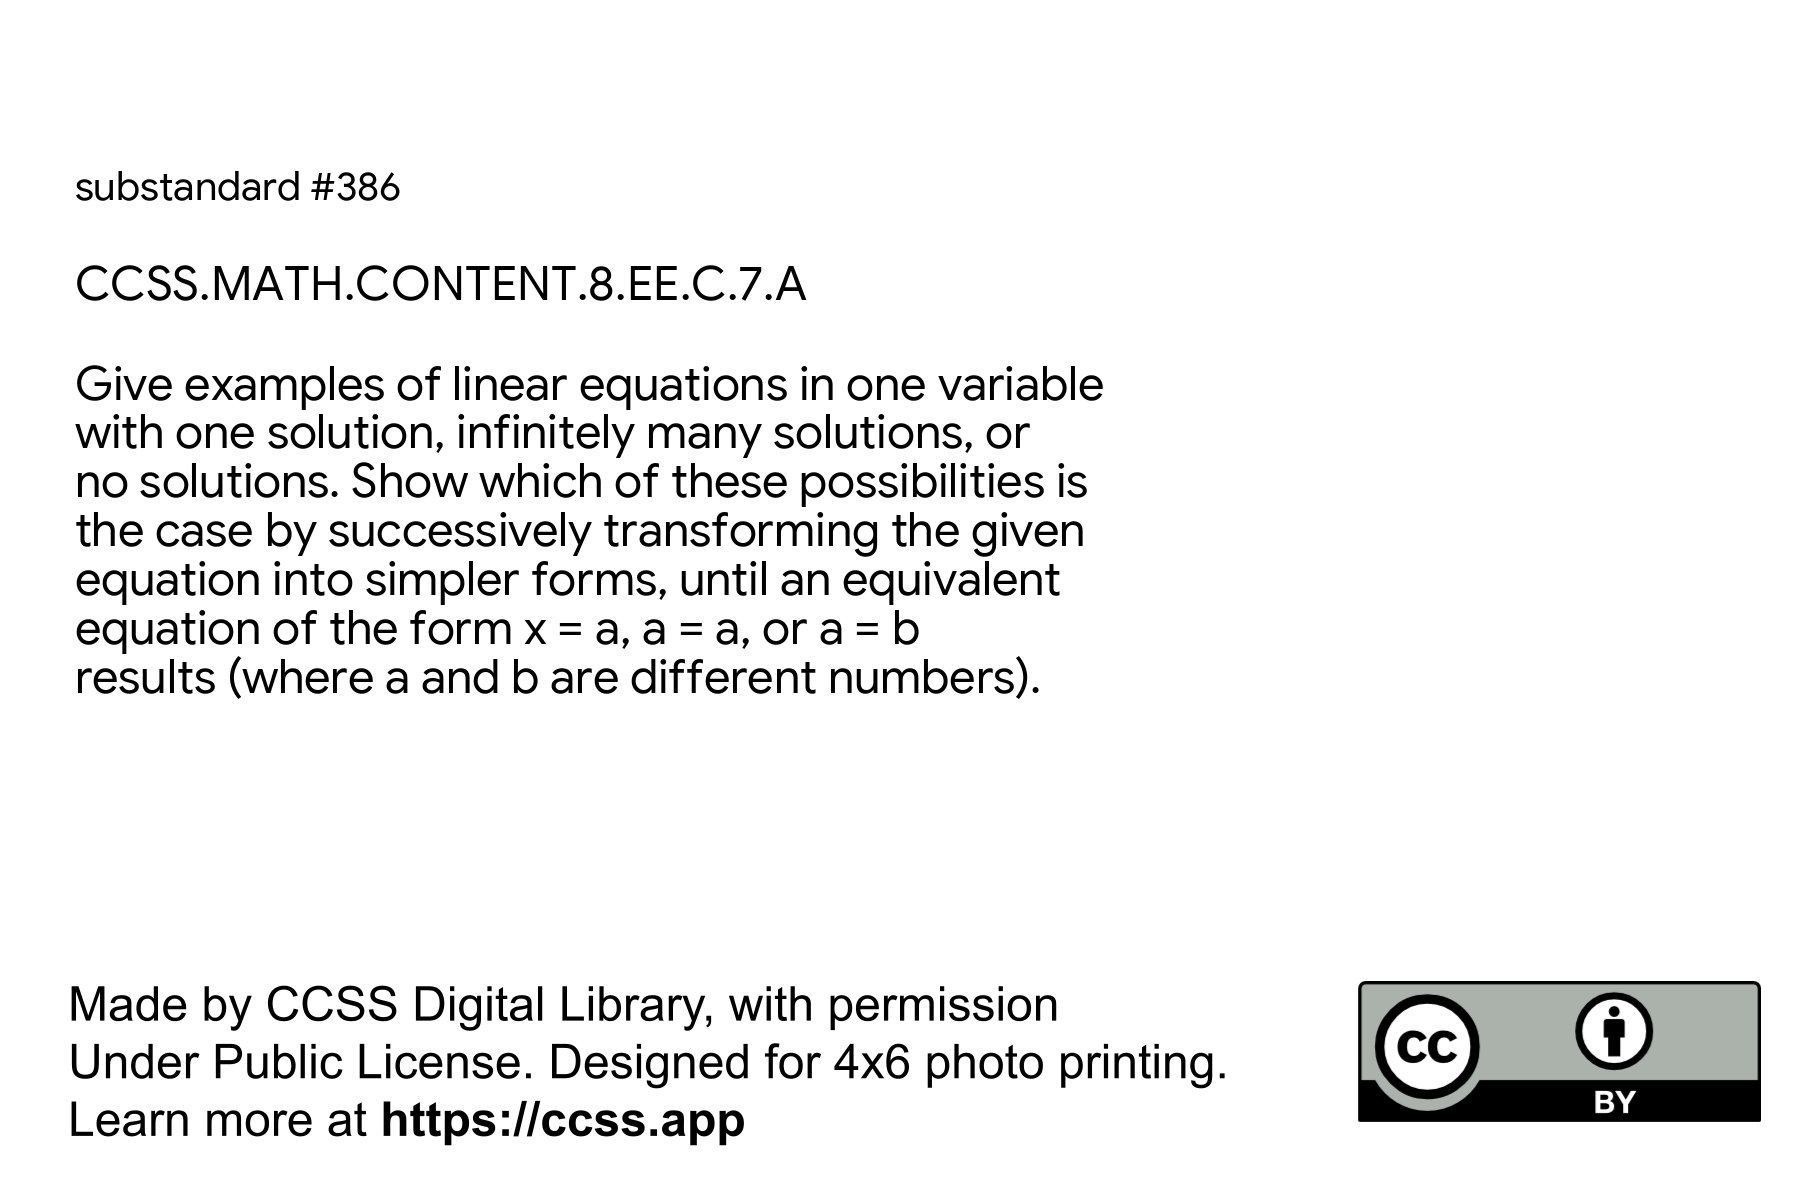 substandard #386
CCSS.MATH.CONTENT.8.EE.C.7.A
Give examples of linear equations in one variable
with one solution, infinitely many solutions, or
no solutions. Show which of these possibilities is
the case by successively transforming the given
equation into simpler forms, until an equivalent
equation of the form x = a, a = a, or a = b
results (where a and b are different numbers).
Made by CCSS Digital Library, with permission
Under Public License. Designed for 4x6 photo printing.
Learn more at https://ccss.app
cc
BY